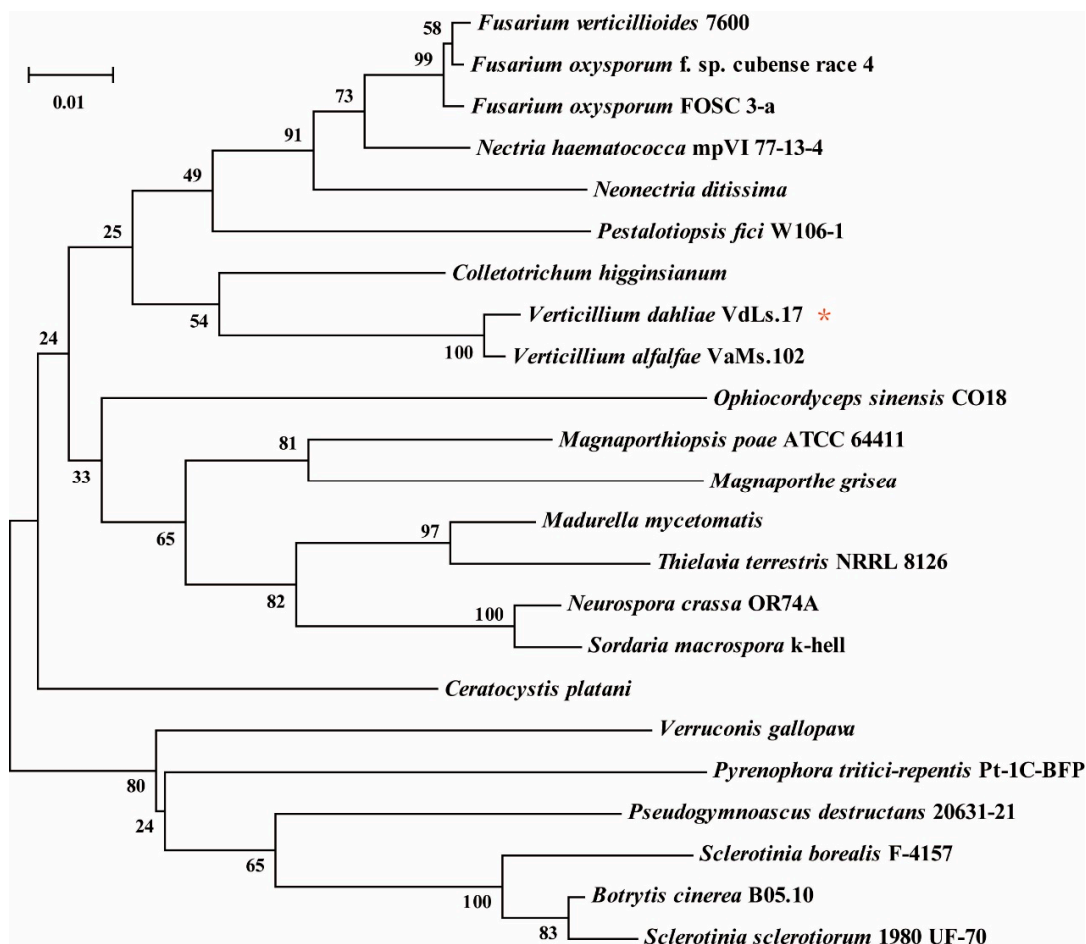 58
Fusarium verticillioides 7600
0.01
99
Fusarium oxysporum f. sp. cubense race 4
73
Fusarium oxysporum FOSC 3-a
91
Nectria haematococca mpVI 77-13-4
49
Neonectria ditissima
25
Pestalotiopsis fici W106-1
Colletotrichum higginsianum
54
Verticillium dahliae VdLs.17 *
24
100
Verticillium alfalfae VaMs.102
Ophiocordyceps sinensis CO18
81
Magnaporthiopsis poae ATCC 64411
33
Magnaporthe grisea
65
97
Madurella mycetomatis
Thielavia terrestris NRRL 8126
82
100
Neurospora crassa OR74A
Sordaria macrospora k-hell
Ceratocystis platani
Verruconis gallopava
80
Pyrenophora tritici-repentis Pt-1C-BFP
24
Pseudogymnoascus destructans 20631-21
65
Sclerotinia borealis F-4157
100
Botrytis cinerea B05.10
83
Sclerotinia sclerotiorum 1980 UF-70